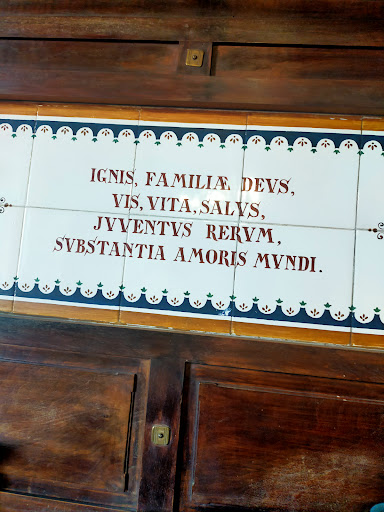 IGNIS, FAMILIÆ DEVS,
VIS, VITA, SALVS,
JVVENTVS RERVM,
SVBSTANTIA AMORIS MVNDI.